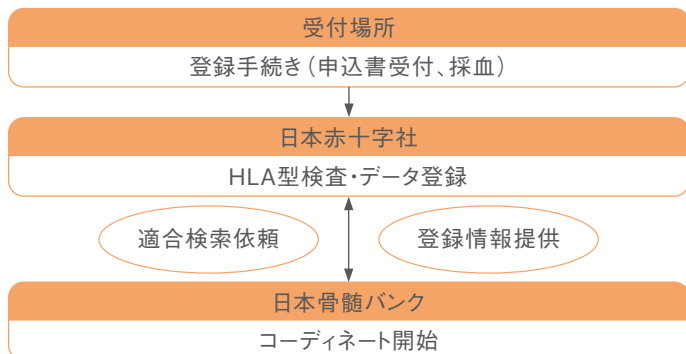 受付場所
登録手続き（申込書受付、採血）
日本赤十字社
HLA型検査・データ登録
適合検索依頼
登録情報提供
日本骨髄バンク
コーディネート開始